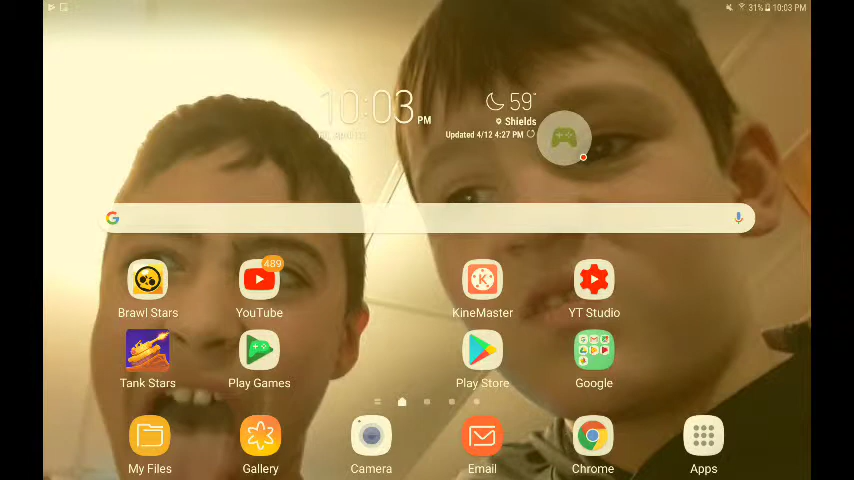 31% 10:03 PM
10:03 PM
59°
Shields
Updated 4/12 4:27 PM
489
Brawl Stars
YouTube
KineMaster
YT Studio
Tank Stars
Play Games
Play Store
Google
My Files
Gallery
Camera
Email
Chrome
Apps